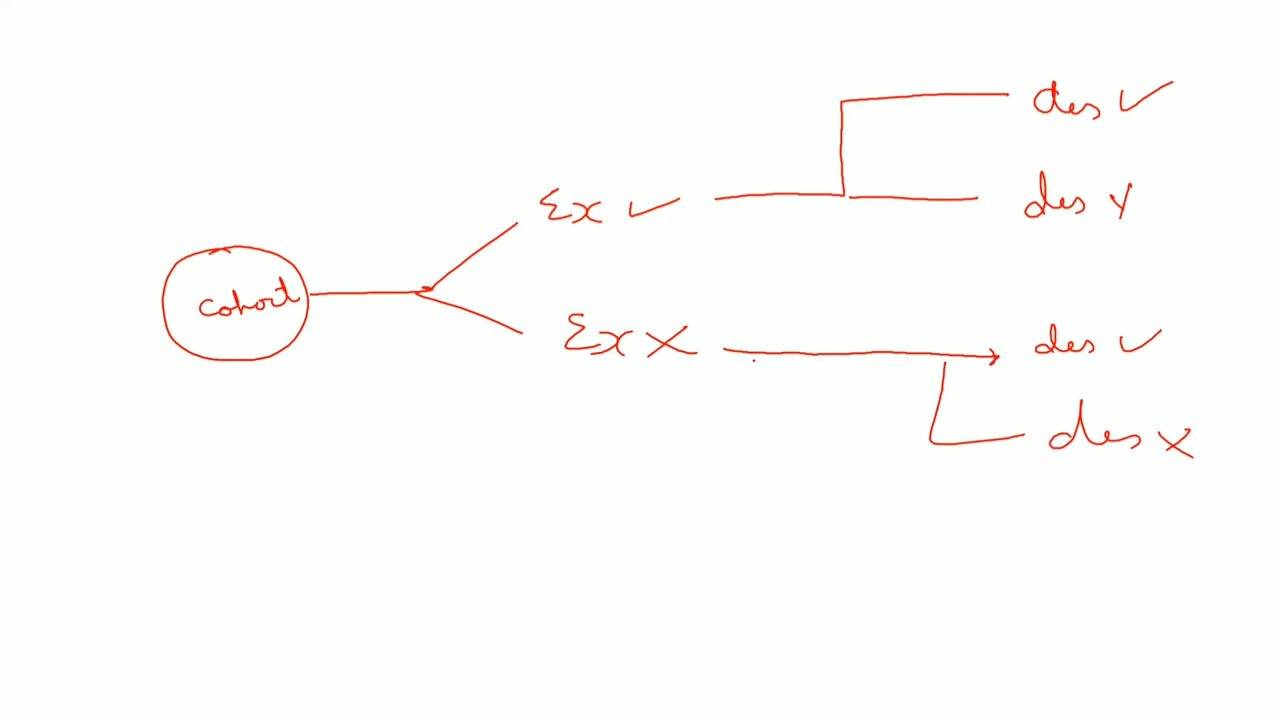 des ✓
Ex ✓
des x
cohort
Ex X
des ✓
des x